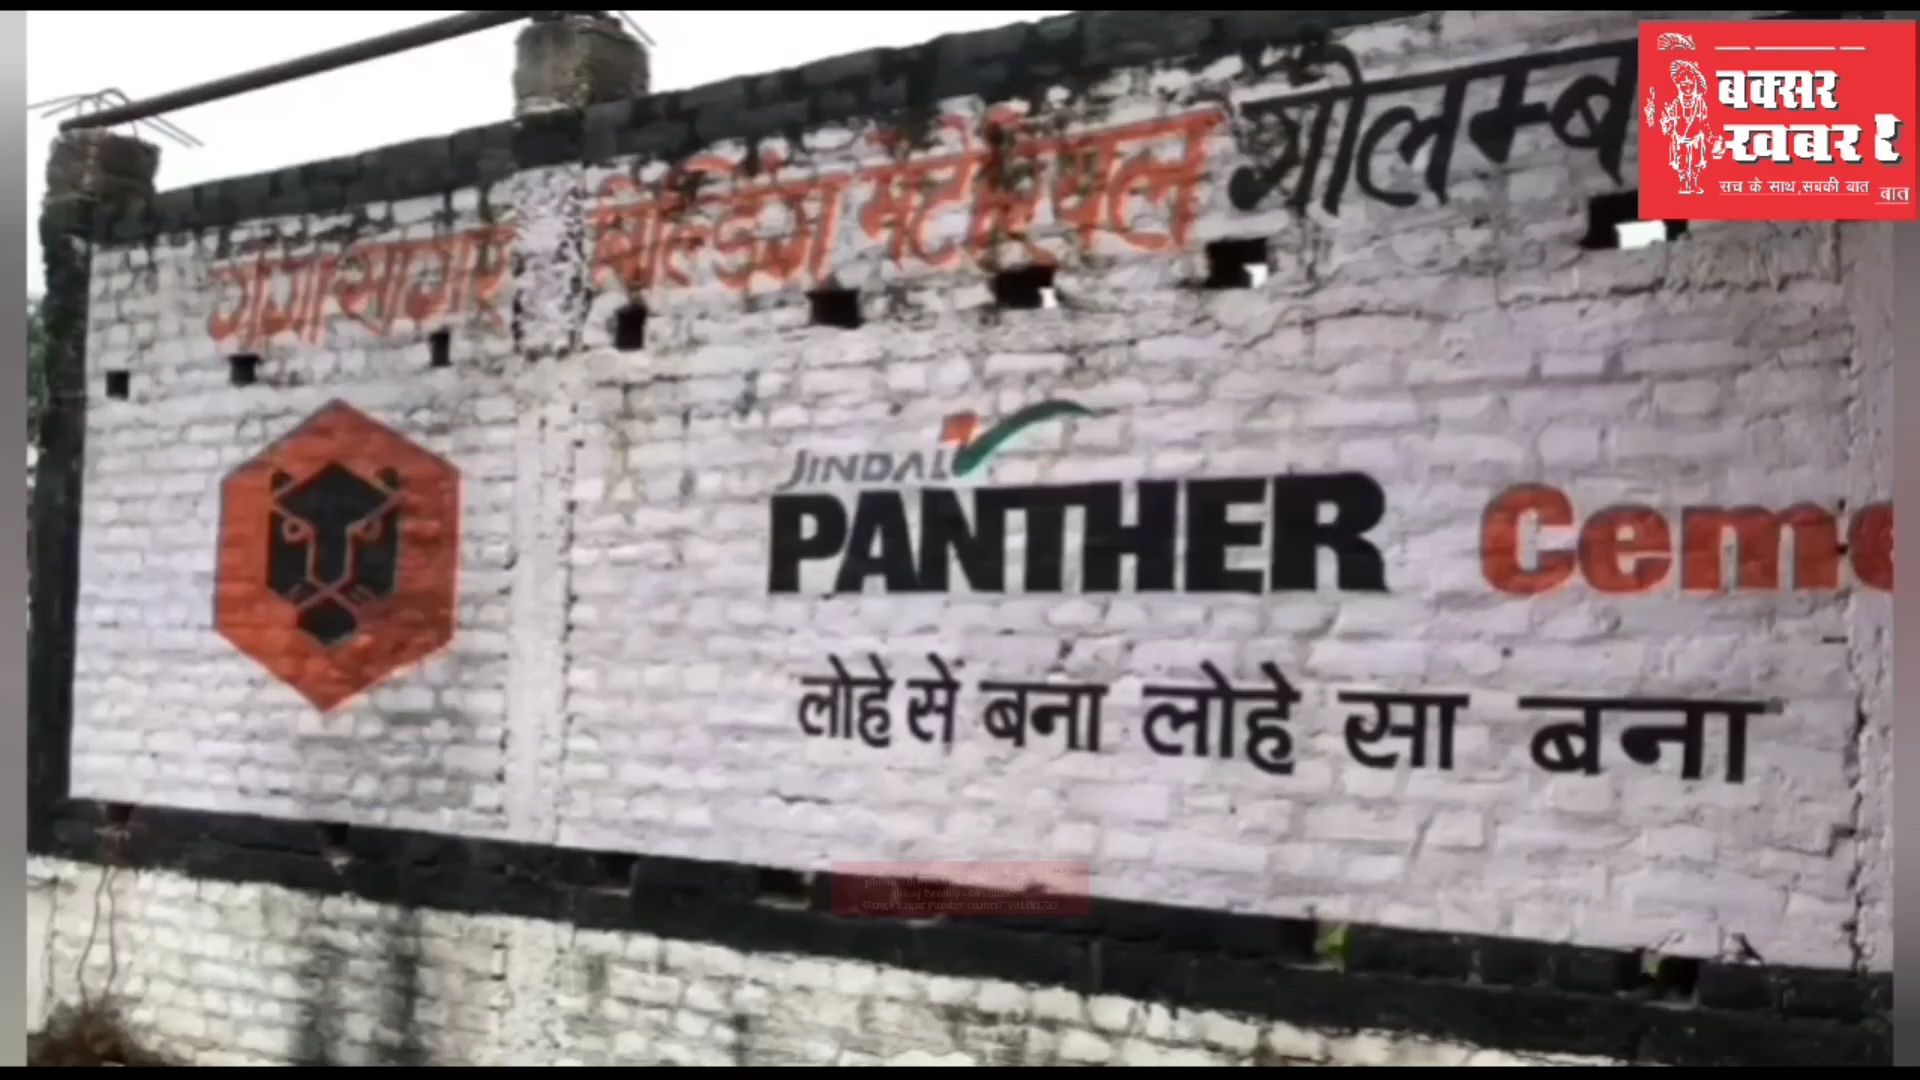 गंगा सागर बिल्डिंग मटेरियल गोलम्ब
JINDAL
PANTHER Ceme
लोहे से बना लोहे सा बना
बक्सर
खबर
सच के साथ,सबकी बात
बात